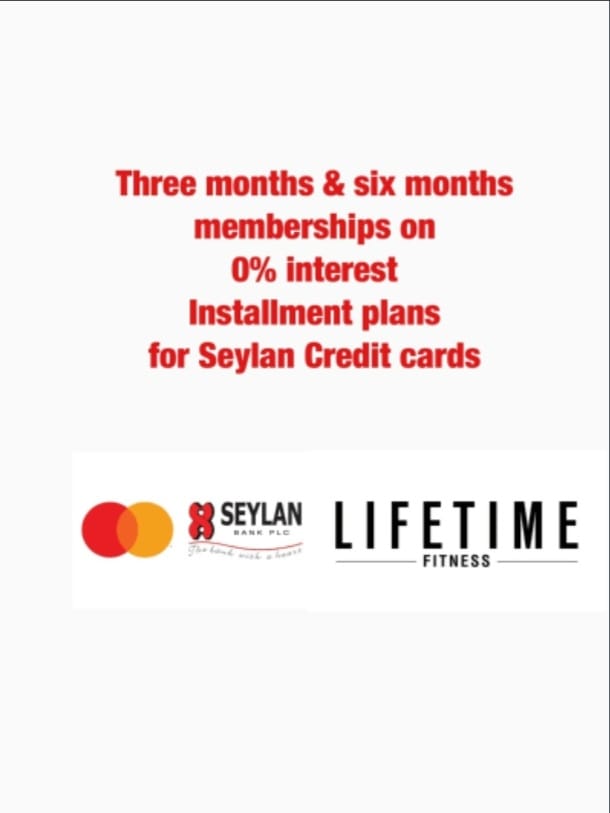 Three months & six months
memberships on
0% interest
Installment plans
for Seylan Credit cards
SEYLAN
BANK PLC
The bank with a heart
LIFETIME
FITNESS